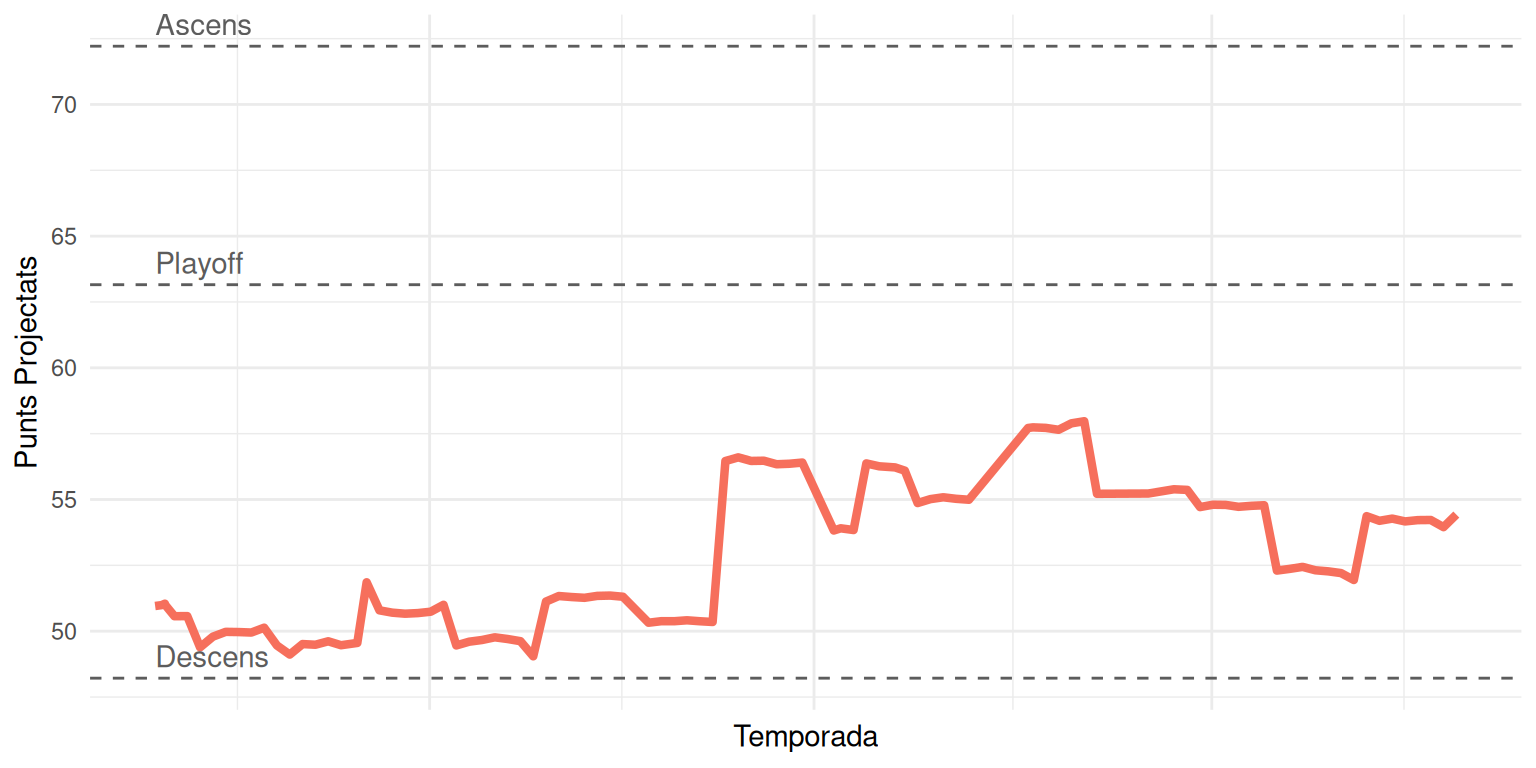 Ascens
70
65
Playoff
Punts Projectats
60
55
50
Descens
Temporada